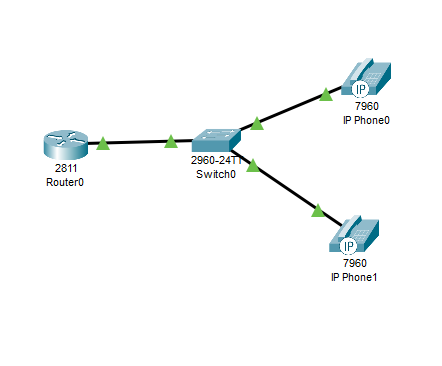 IP
7960
IP Phone0
2811
Router0
2960-24TT
Switch0
IP
7960
IP Phone1